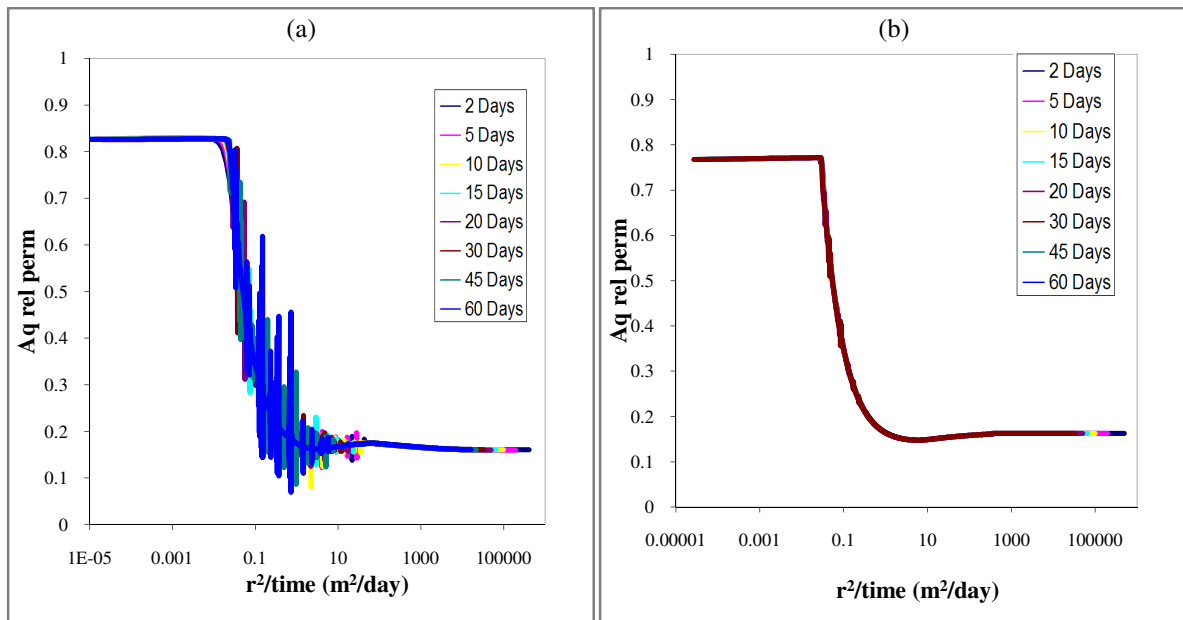 (a)
1
0.9
0.8
0.7
0.6
0.5
0.4
0.3
0.2
0.1
0
Aq rel perm
2 Days
5 Days
10 Days
15 Days
20 Days
30 Days
45 Days
60 Days
1E-05
0.001
0.1
10
1000
100000
r²/time (m²/day)
(b)
1
0.9
0.8
0.7
0.6
0.5
0.4
0.3
0.2
0.1
0
Aq rel perm
2 Days
5 Days
10 Days
15 Days
20 Days
30 Days
45 Days
60 Days
0.00001
0.001
0.1
10
1000
100000
r²/time (m²/day)